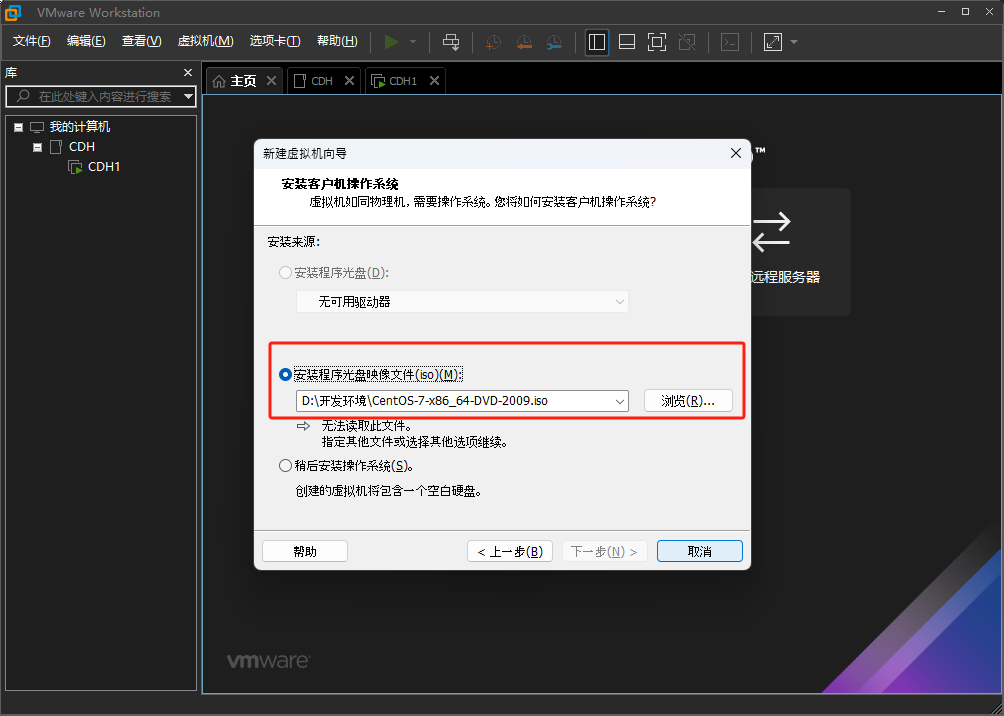 VMware Workstation
文件(F) 编辑(E) 查看(V) 虚拟机(M) 选项卡(T) 帮助(H)
库
在此处键入内容进行搜索
我的计算机
CDH
CDH1
主页 CDH CDH1
™
新建虚拟机向导
安装客户机操作系统
虚拟机如同物理机,需要操作系统。您将如何安装客户机操作系统?
安装来源:
安装程序光盘(D):
无可用驱动器
远程服务器
安装程序光盘映像文件(iso)(M):
D:\开发环境\CentOS-7-x86_64-DVD-2009.iso
浏览(R)...
无法读取此文件。
指定其他文件或选择其他选项继续。
稍后安装操作系统(S)。
创建的虚拟机将包含一个空白硬盘。
帮助 < 上一步(B) 下一步(N) > 取消
vmware